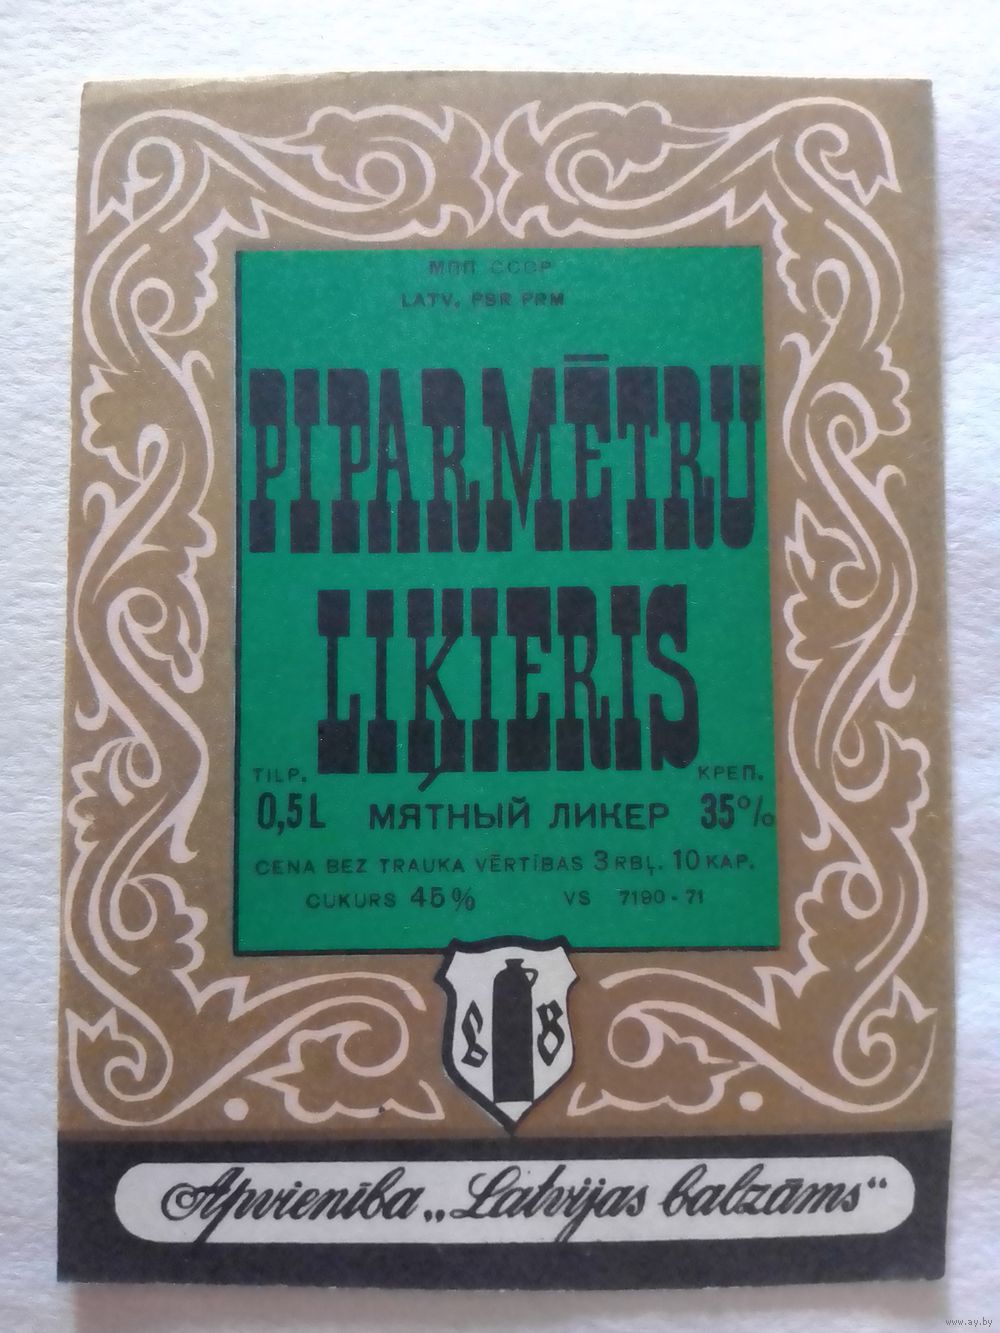 МПП СССР
LATV. PSR PRM
PIPARMĒTRU
LIĶIERIS
TILP. КРЕП.
0,5L МЯТНЫЙ ЛИКЕР 35%
CENA BEZ TRAUKA VĒRTĪBAS 3 RBĻ. 10 KAP.
CUKURS 45% VS 7190-71
L B
Apvienība „Latvijas balzāms“
www.ay.by